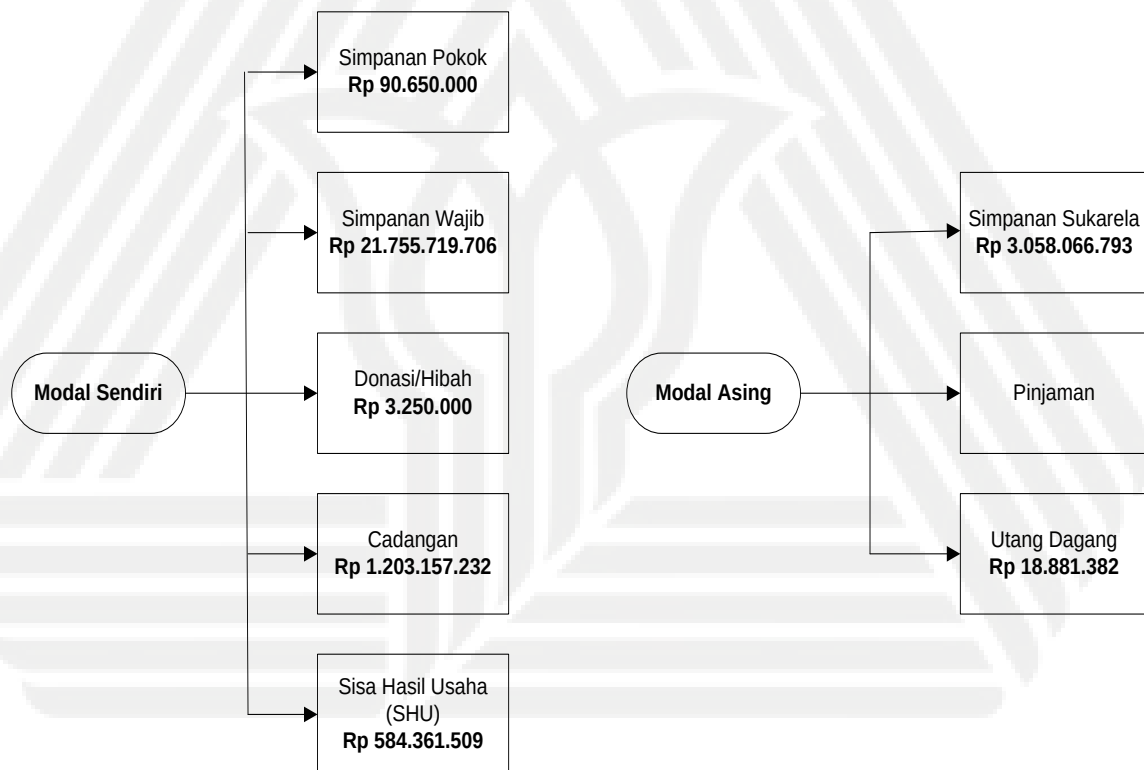 Simpanan Pokok
Rp 90.650.000
Simpanan Wajib
Rp 21.755.719.706
Modal Sendiri
Donasi/Hibah
Rp 3.250.000
Cadangan
Rp 1.203.157.232
Sisa Hasil Usaha
(SHU)
Rp 584.361.509
Simpanan Sukarela
Rp 3.058.066.793
Modal Asing
Pinjaman
Utang Dagang
Rp 18.881.382